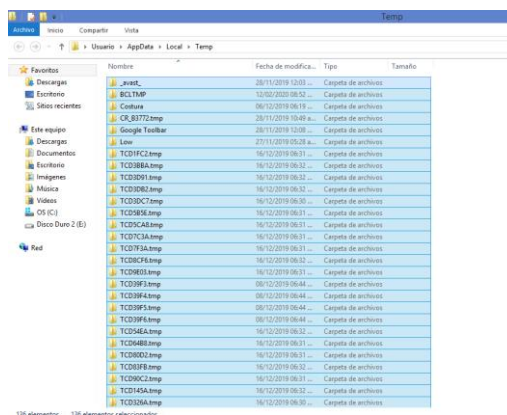 Temp
Archivo Inicio Compartir Vista
Usuario › AppData › Local › Temp
Nombre Fecha de modifica... Tipo Tamaño
Favoritos
Descargas
Escritorio
Sitios recientes
Este equipo
Descargas
Documentos
Escritorio
Imágenes
Música
Videos
OS (C:)
Disco Duro 2 (E:)
Red
_avast_ 28/11/2019 12:03 ... Carpeta de archivos
BCLTMP 12/02/2020 08:52 ... Carpeta de archivos
Costura 06/12/2019 06:19 ... Carpeta de archivos
CR_B3772.tmp 28/11/2019 10:49 a... Carpeta de archivos
Google Toolbar 28/11/2019 12:08 ... Carpeta de archivos
Low 27/11/2019 05:28 a... Carpeta de archivos
TCD1FC2.tmp 16/12/2019 06:31 ... Carpeta de archivos
TCD3BBA.tmp 16/12/2019 06:32 ... Carpeta de archivos
TCD3D91.tmp 16/12/2019 06:32 ... Carpeta de archivos
TCD3DB2.tmp 16/12/2019 06:32 ... Carpeta de archivos
TCD3DC7.tmp 16/12/2019 06:30 ... Carpeta de archivos
TCD5B5E.tmp 16/12/2019 06:31 ... Carpeta de archivos
TCD5CA8.tmp 16/12/2019 06:31 ... Carpeta de archivos
TCD7C3A.tmp 16/12/2019 06:31 ... Carpeta de archivos
TCD7F3A.tmp 16/12/2019 06:31 ... Carpeta de archivos
TCD8CF6.tmp 16/12/2019 06:32 ... Carpeta de archivos
TCD9E03.tmp 16/12/2019 06:31 ... Carpeta de archivos
TCD39F3.tmp 08/12/2019 06:44 ... Carpeta de archivos
TCD39F4.tmp 08/12/2019 06:44 ... Carpeta de archivos
TCD39F5.tmp 08/12/2019 06:44 ... Carpeta de archivos
TCD39F6.tmp 08/12/2019 06:44 ... Carpeta de archivos
TCD54EA.tmp 16/12/2019 06:32 ... Carpeta de archivos
TCD64B8.tmp 16/12/2019 06:31 ... Carpeta de archivos
TCD80D2.tmp 16/12/2019 06:31 ... Carpeta de archivos
TCD83FB.tmp 16/12/2019 06:32 ... Carpeta de archivos
TCD90C2.tmp 16/12/2019 06:31 ... Carpeta de archivos
TCD145A.tmp 16/12/2019 06:32 ... Carpeta de archivos
TCD326A.tmp 16/12/2019 06:30 ... Carpeta de archivos
136 elementos 136 elementos seleccionados